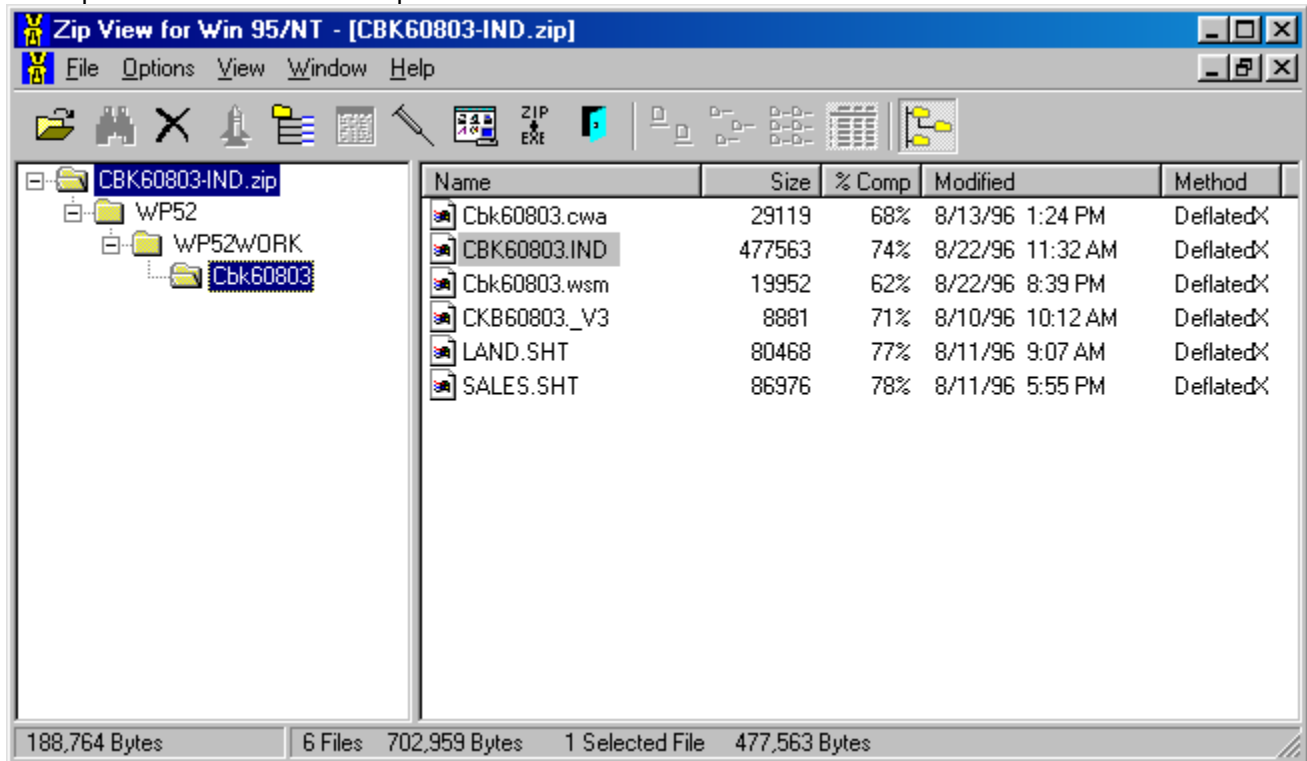 Zip View for Win 95/NT - [CBK60803-IND.zip]
File Options View Window Help
ZIP
EXE
CBK60803-IND.zip
WP52
WP52WORK
Cbk60803
Name Size % Comp Modified Method
Cbk60803.cwa 29119 68% 8/13/96 1:24 PM DeflatedX
CBK60803.IND 477563 74% 8/22/96 11:32 AM DeflatedX
Cbk60803.wsm 19952 62% 8/22/96 8:39 PM DeflatedX
CKB60803._V3 8881 71% 8/10/96 10:12 AM DeflatedX
LAND.SHT 80468 77% 8/11/96 9:07 AM DeflatedX
SALES.SHT 86976 78% 8/11/96 5:55 PM DeflatedX
188,764 Bytes 6 Files 702,959 Bytes 1 Selected File 477,563 Bytes